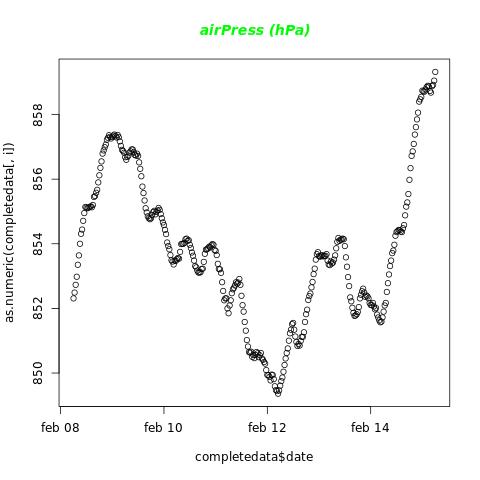 airPress (hPa)
as.numeric(completedata[, i])
858
856
854
852
850
feb 08 feb 10 feb 12 feb 14
completedata$date